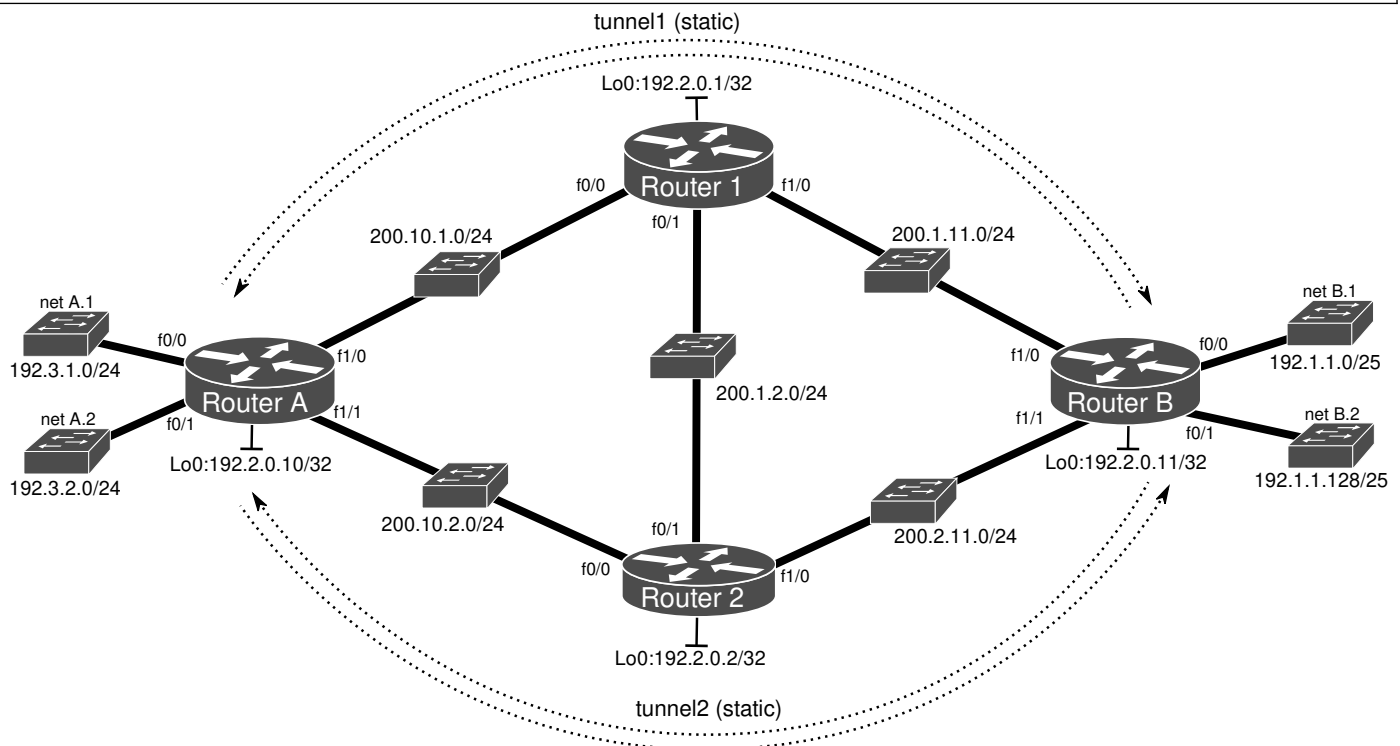 tunnel1 (static)
Lo0:192.2.0.1/32
Router 1
f0/0
f1/0
f0/1
200.10.1.0/24
200.1.11.0/24
net A.1
f0/0
192.3.1.0/24
f1/0
Router A
net A.2
f0/1
f1/1
192.3.2.0/24
Lo0:192.2.0.10/32
200.1.2.0/24
net B.1
f0/0
192.1.1.0/25
f1/0
Router B
f1/1
net B.2
f0/1
Lo0:192.2.0.11/32
192.1.1.128/25
200.10.2.0/24
200.2.11.0/24
f0/1
f0/0
f1/0
Router 2
Lo0:192.2.0.2/32
tunnel2 (static)